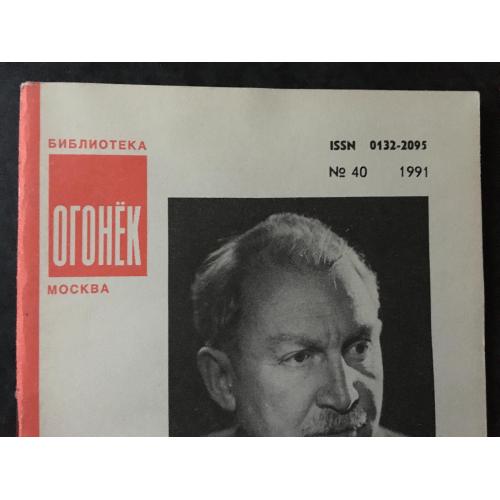 БИБЛИОТЕКА
ОГОНЁК
МОСКВА
ISSN 0132-2095
№ 40 1991